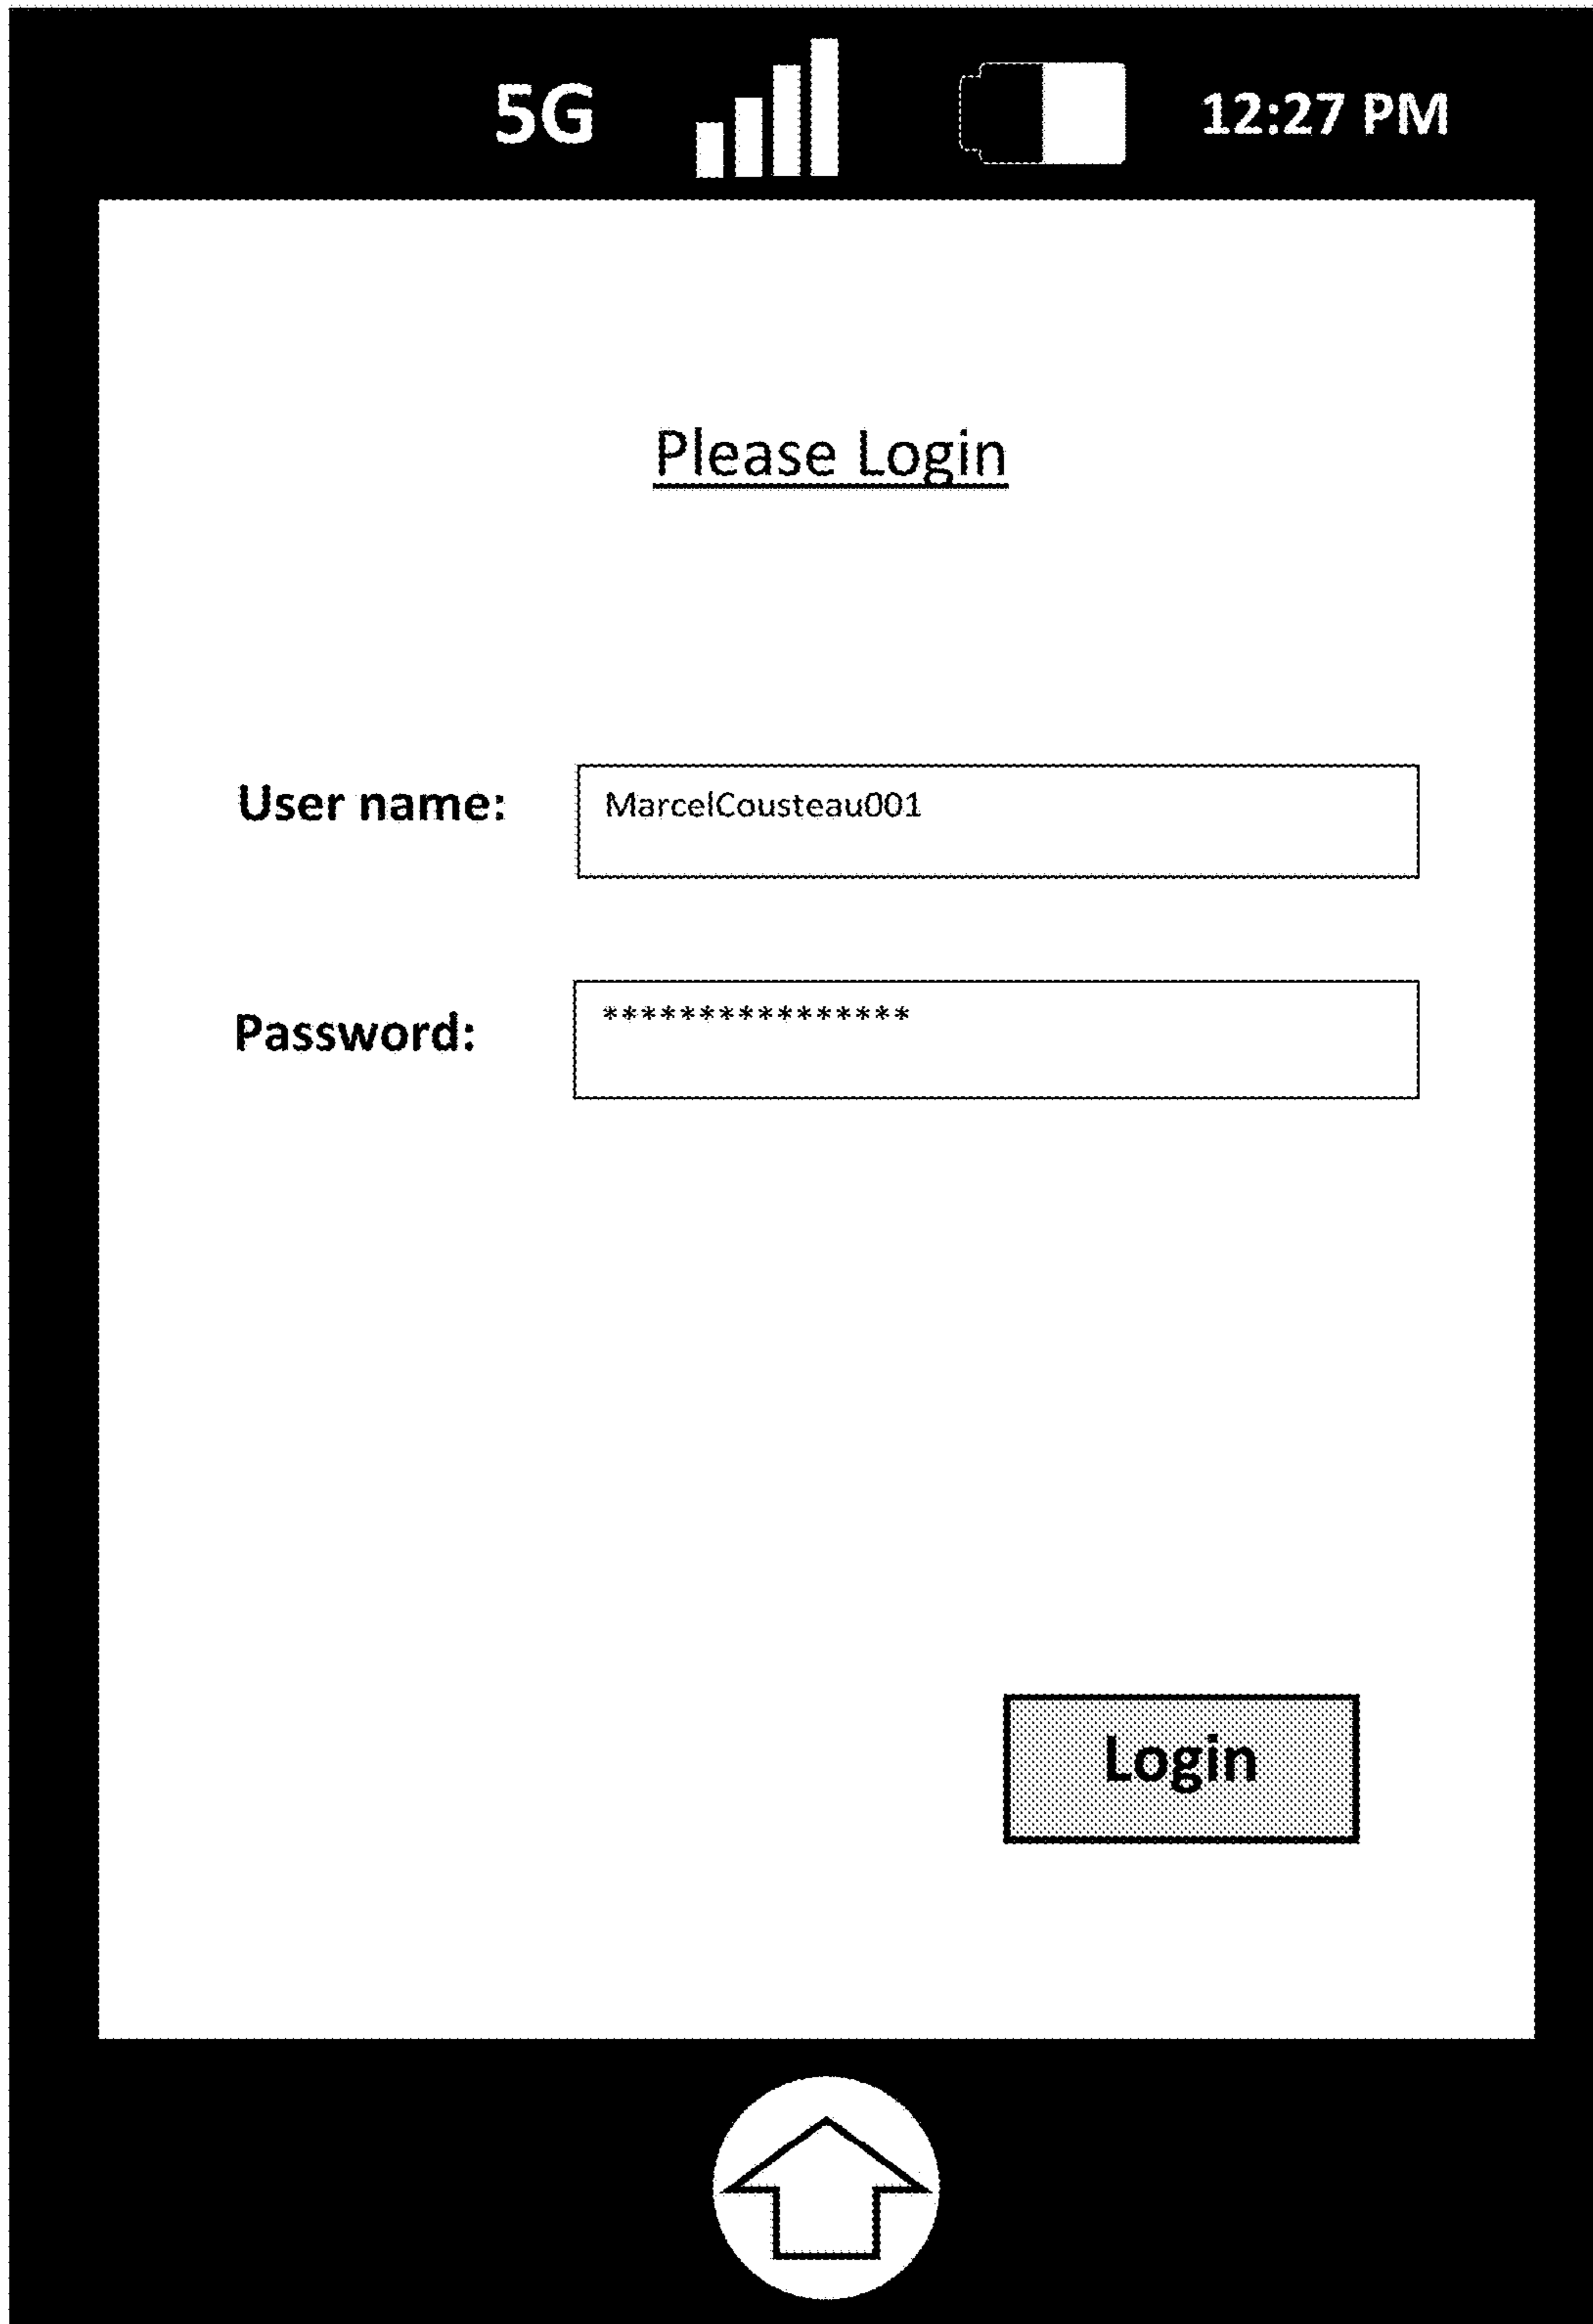 5G 12:27 PM
Please Login
User name: MarcelCousteau001
Password: ****************
Login